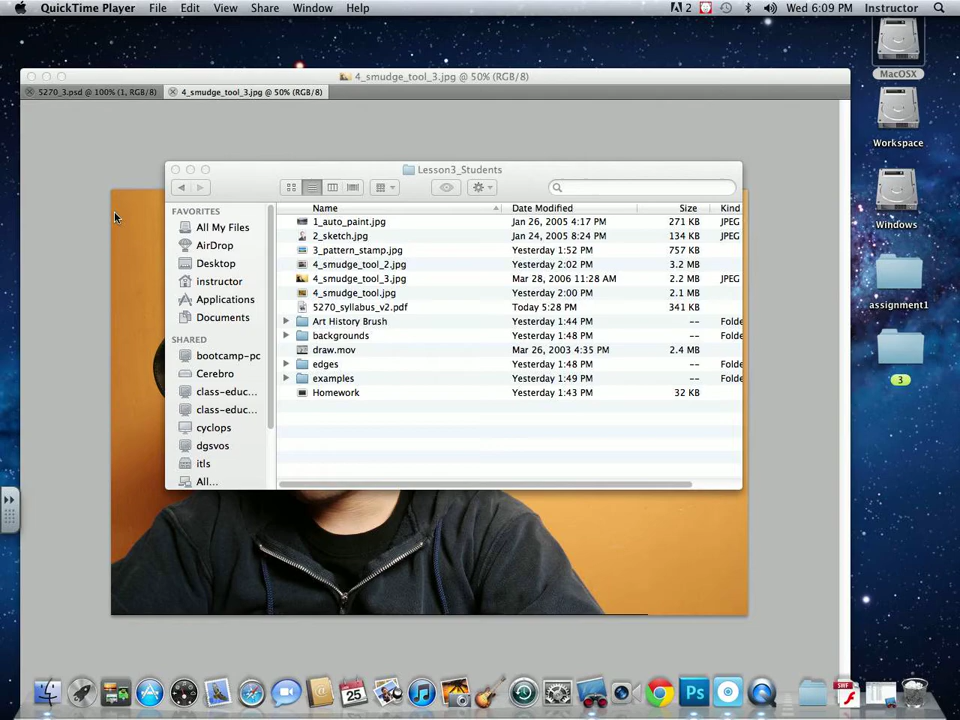 QuickTime Player File Edit View Share Window Help 2 Wed 6:09 PM Instructor
MacOSX
4_smudge_tool_3.jpg @ 50% (RGB/8)
5270_3.psd @ 100% (1, RGB/8) 4_smudge_tool_3.jpg @ 50% (RGB/8)
Workspace
Lesson3_Students
Windows
Name Date Modified Size Kind
1_auto_paint.jpg Jan 26, 2005 4:17 PM 271 KB JPEG
2_sketch.jpg Jan 24, 2005 8:24 PM 134 KB JPEG
3_pattern_stamp.jpg Yesterday 1:52 PM 757 KB
4_smudge_tool_2.jpg Yesterday 2:02 PM 3.2 MB
4_smudge_tool_3.jpg Mar 28, 2006 11:28 AM 2.2 MB JPEG
4_smudge_tool.jpg Yesterday 2:00 PM 2.1 MB
5270_syllabus_v2.pdf Today 5:28 PM 341 KB
Art History Brush Yesterday 1:44 PM -- Folde
backgrounds Yesterday 1:48 PM -- Folde
draw.mov Mar 26, 2003 4:35 PM 2.4 MB
edges Yesterday 1:48 PM -- Folde
examples Yesterday 1:49 PM -- Folde
Homework Yesterday 1:43 PM 32 KB
FAVORITES
All My Files
AirDrop
Desktop
instructor
Applications
Documents
SHARED
bootcamp-pc
Cerebro
class-educ...
class-educ...
cyclops
dgsvos
itls
All...
assignment1
3
25
Ps